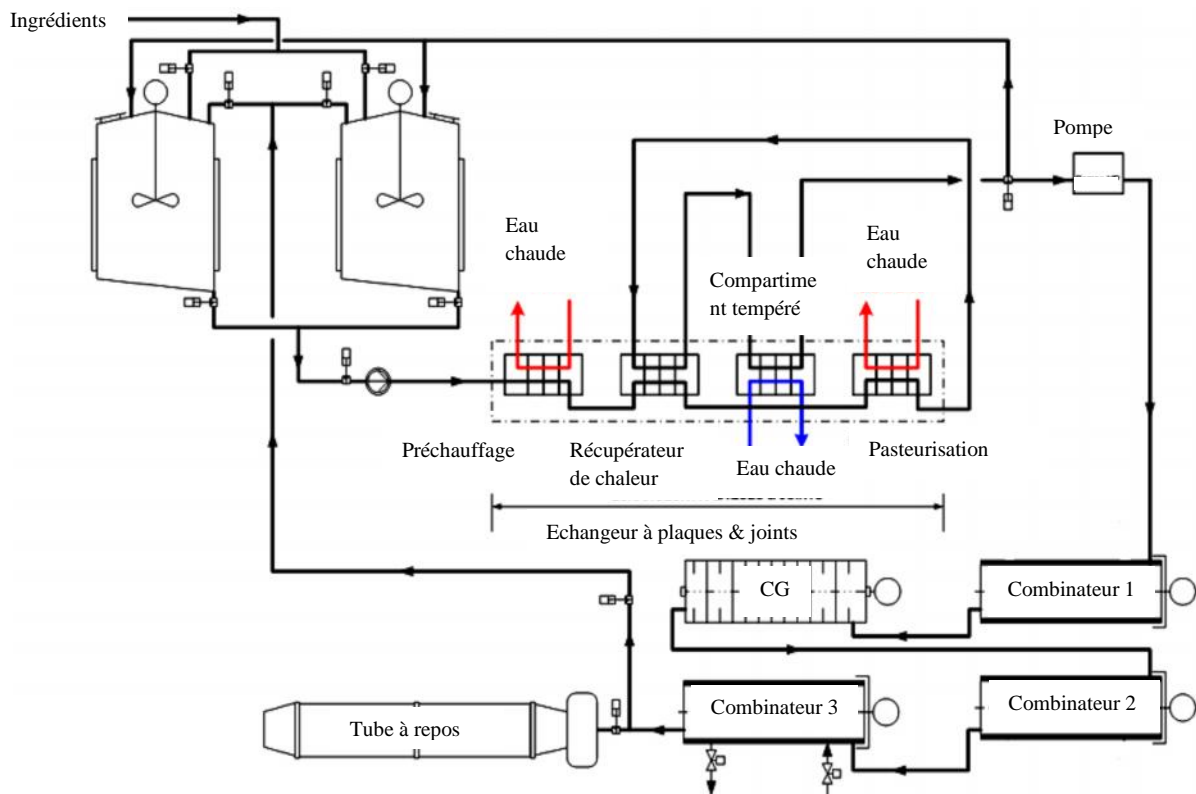 Ingrédients
Pompe
Eau
chaude
Eau
chaude
Compartime
nt tempéré
Préchauffage
Récupérateur
de chaleur
Eau chaude
Pasteurisation
Echangeur à plaques & joints
CG
Combinateur 1
Tube à repos
Combinateur 3
Combinateur 2